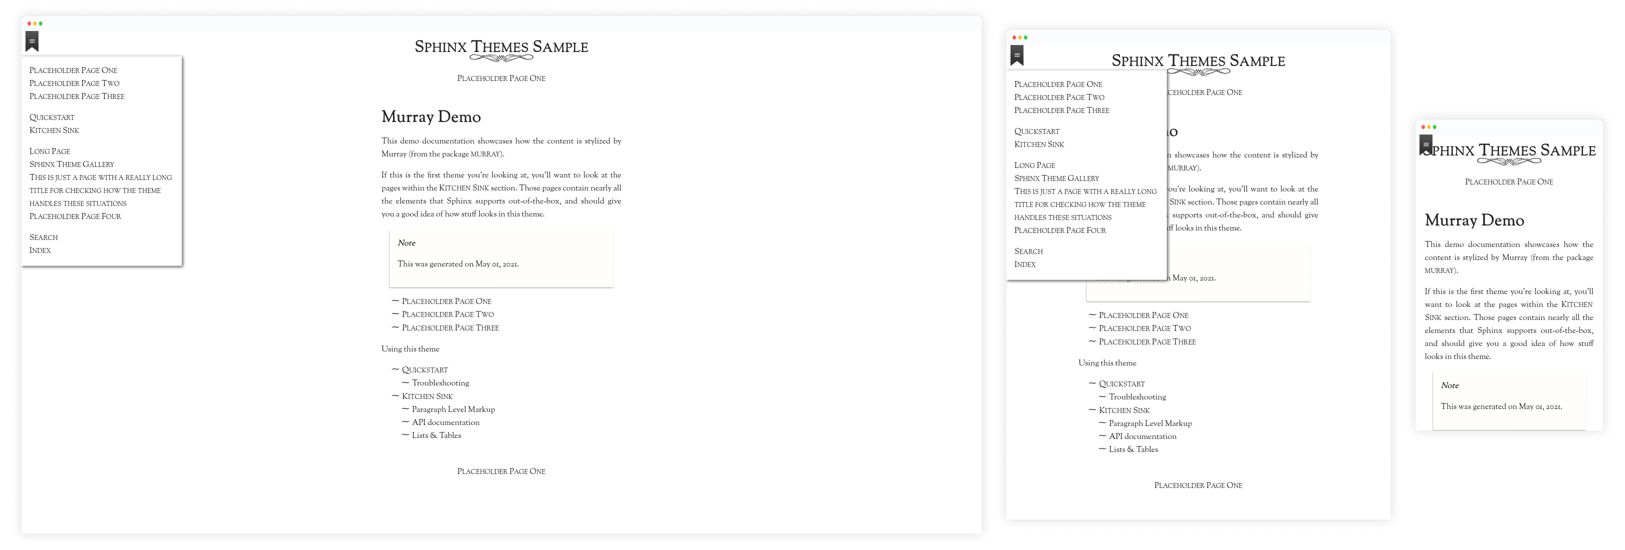 Sphinx Themes Sample
Placeholder Page One
Placeholder Page One
Placeholder Page Two
Placeholder Page Three
Quickstart
Kitchen Sink
Long Page
Sphinx Theme Gallery
This is just a page with a really long
title for checking how the theme
handles these situations
Placeholder Page Four
Search
Index
Murray Demo
This demo documentation showcases how the content is stylized by
Murray (from the package murray).
If this is the first theme you're looking at, you'll want to look at the
pages within the Kitchen Sink section. Those pages contain nearly all
the elements that Sphinx supports out-of-the-box, and should give
you a good idea of how stuff looks in this theme.
Note
This was generated on May 01, 2021.
~ Placeholder Page One
~ Placeholder Page Two
~ Placeholder Page Three
Using this theme
~ Quickstart
~ Troubleshooting
~ Kitchen Sink
~ Paragraph Level Markup
~ API documentation
~ Lists & Tables
Placeholder Page One
Sphinx Themes Sample
ceholder Page One
Placeholder Page One
Placeholder Page Two
Placeholder Page Three
Quickstart
Kitchen Sink
Long Page
Sphinx Theme Gallery
This is just a page with a really long
title for checking how the theme
handles these situations
Placeholder Page Four
Search
Index
no
showcases how the content is stylized by
murray).
you're looking at, you'll want to look at the
Sink section. Those pages contain nearly all
supports out-of-the-box, and should give
ff looks in this theme.
n May 01, 2021.
~ Placeholder Page One
~ Placeholder Page Two
~ Placeholder Page Three
Using this theme
~ Quickstart
~ Troubleshooting
~ Kitchen Sink
~ Paragraph Level Markup
~ API documentation
~ Lists & Tables
Placeholder Page One
Sphinx Themes Sample
Placeholder Page One
Murray Demo
This demo documentation showcases how the
content is stylized by Murray (from the package
murray).
If this is the first theme you're looking at, you'll
want to look at the pages within the Kitchen
Sink section. Those pages contain nearly all the
elements that Sphinx supports out-of-the-box,
and should give you a good idea of how stuff
looks in this theme.
Note
This was generated on May 01, 2021.